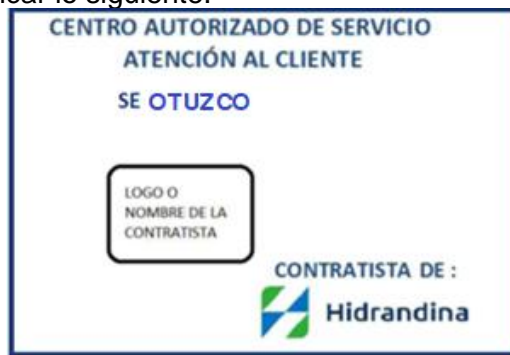 CENTRO AUTORIZADO DE SERVICIO
ATENCIÓN AL CLIENTE
SE OTUZCO
LOGO O
NOMBRE DE LA
CONTRATISTA
CONTRATISTA DE :
Hidrandina